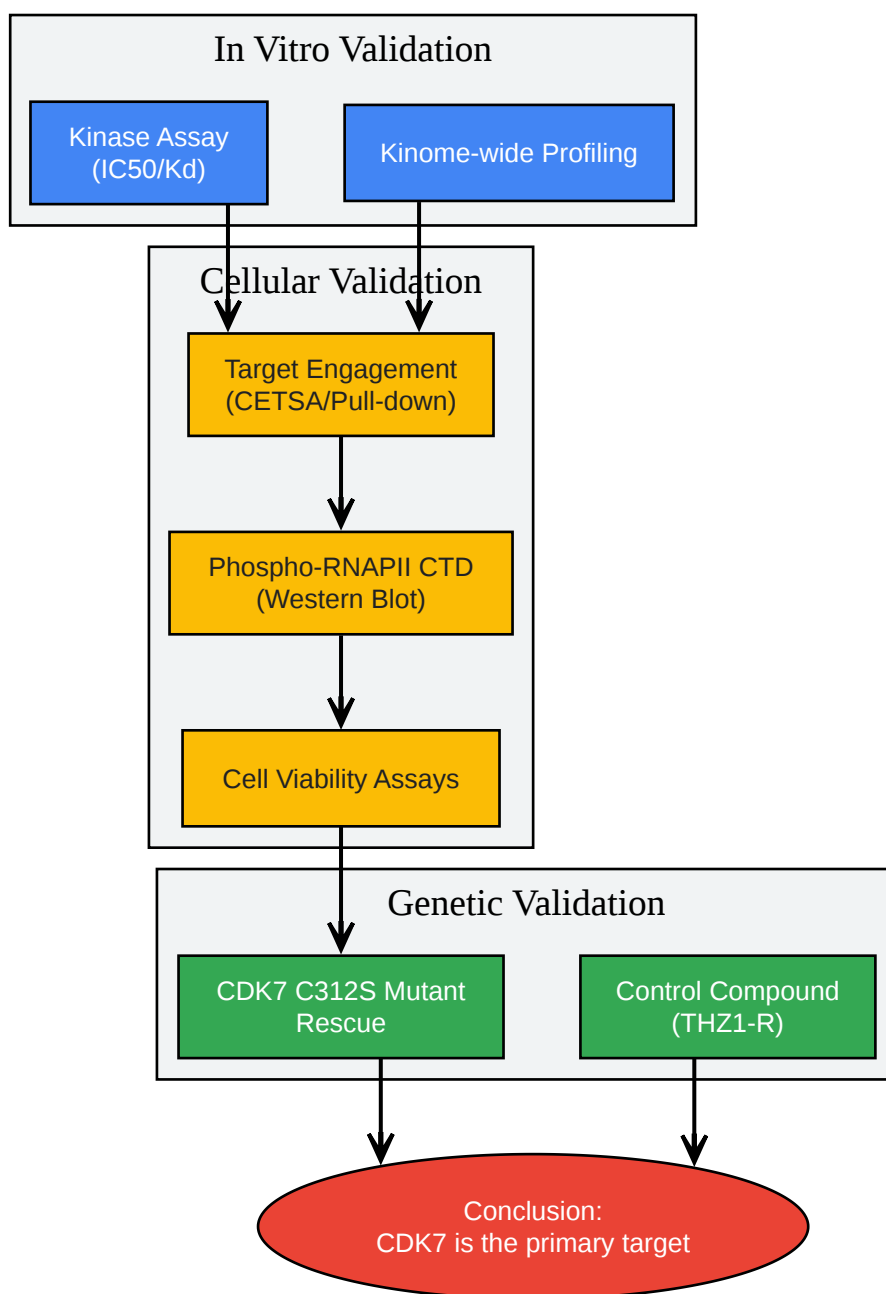 In Vitro Validation
Kinase Assay
(IC50/Kd)
Kinome-wide Profiling
Cellular Validation
Target Engagement
(CETSA/Pull-down)
Phospho-RNAPII CTD
(Western Blot)
Cell Viability Assays
Genetic Validation
CDK7 C312S Mutant
Rescue
Control Compound
(THZ1-R)
Conclusion:
CDK7 is the primary target